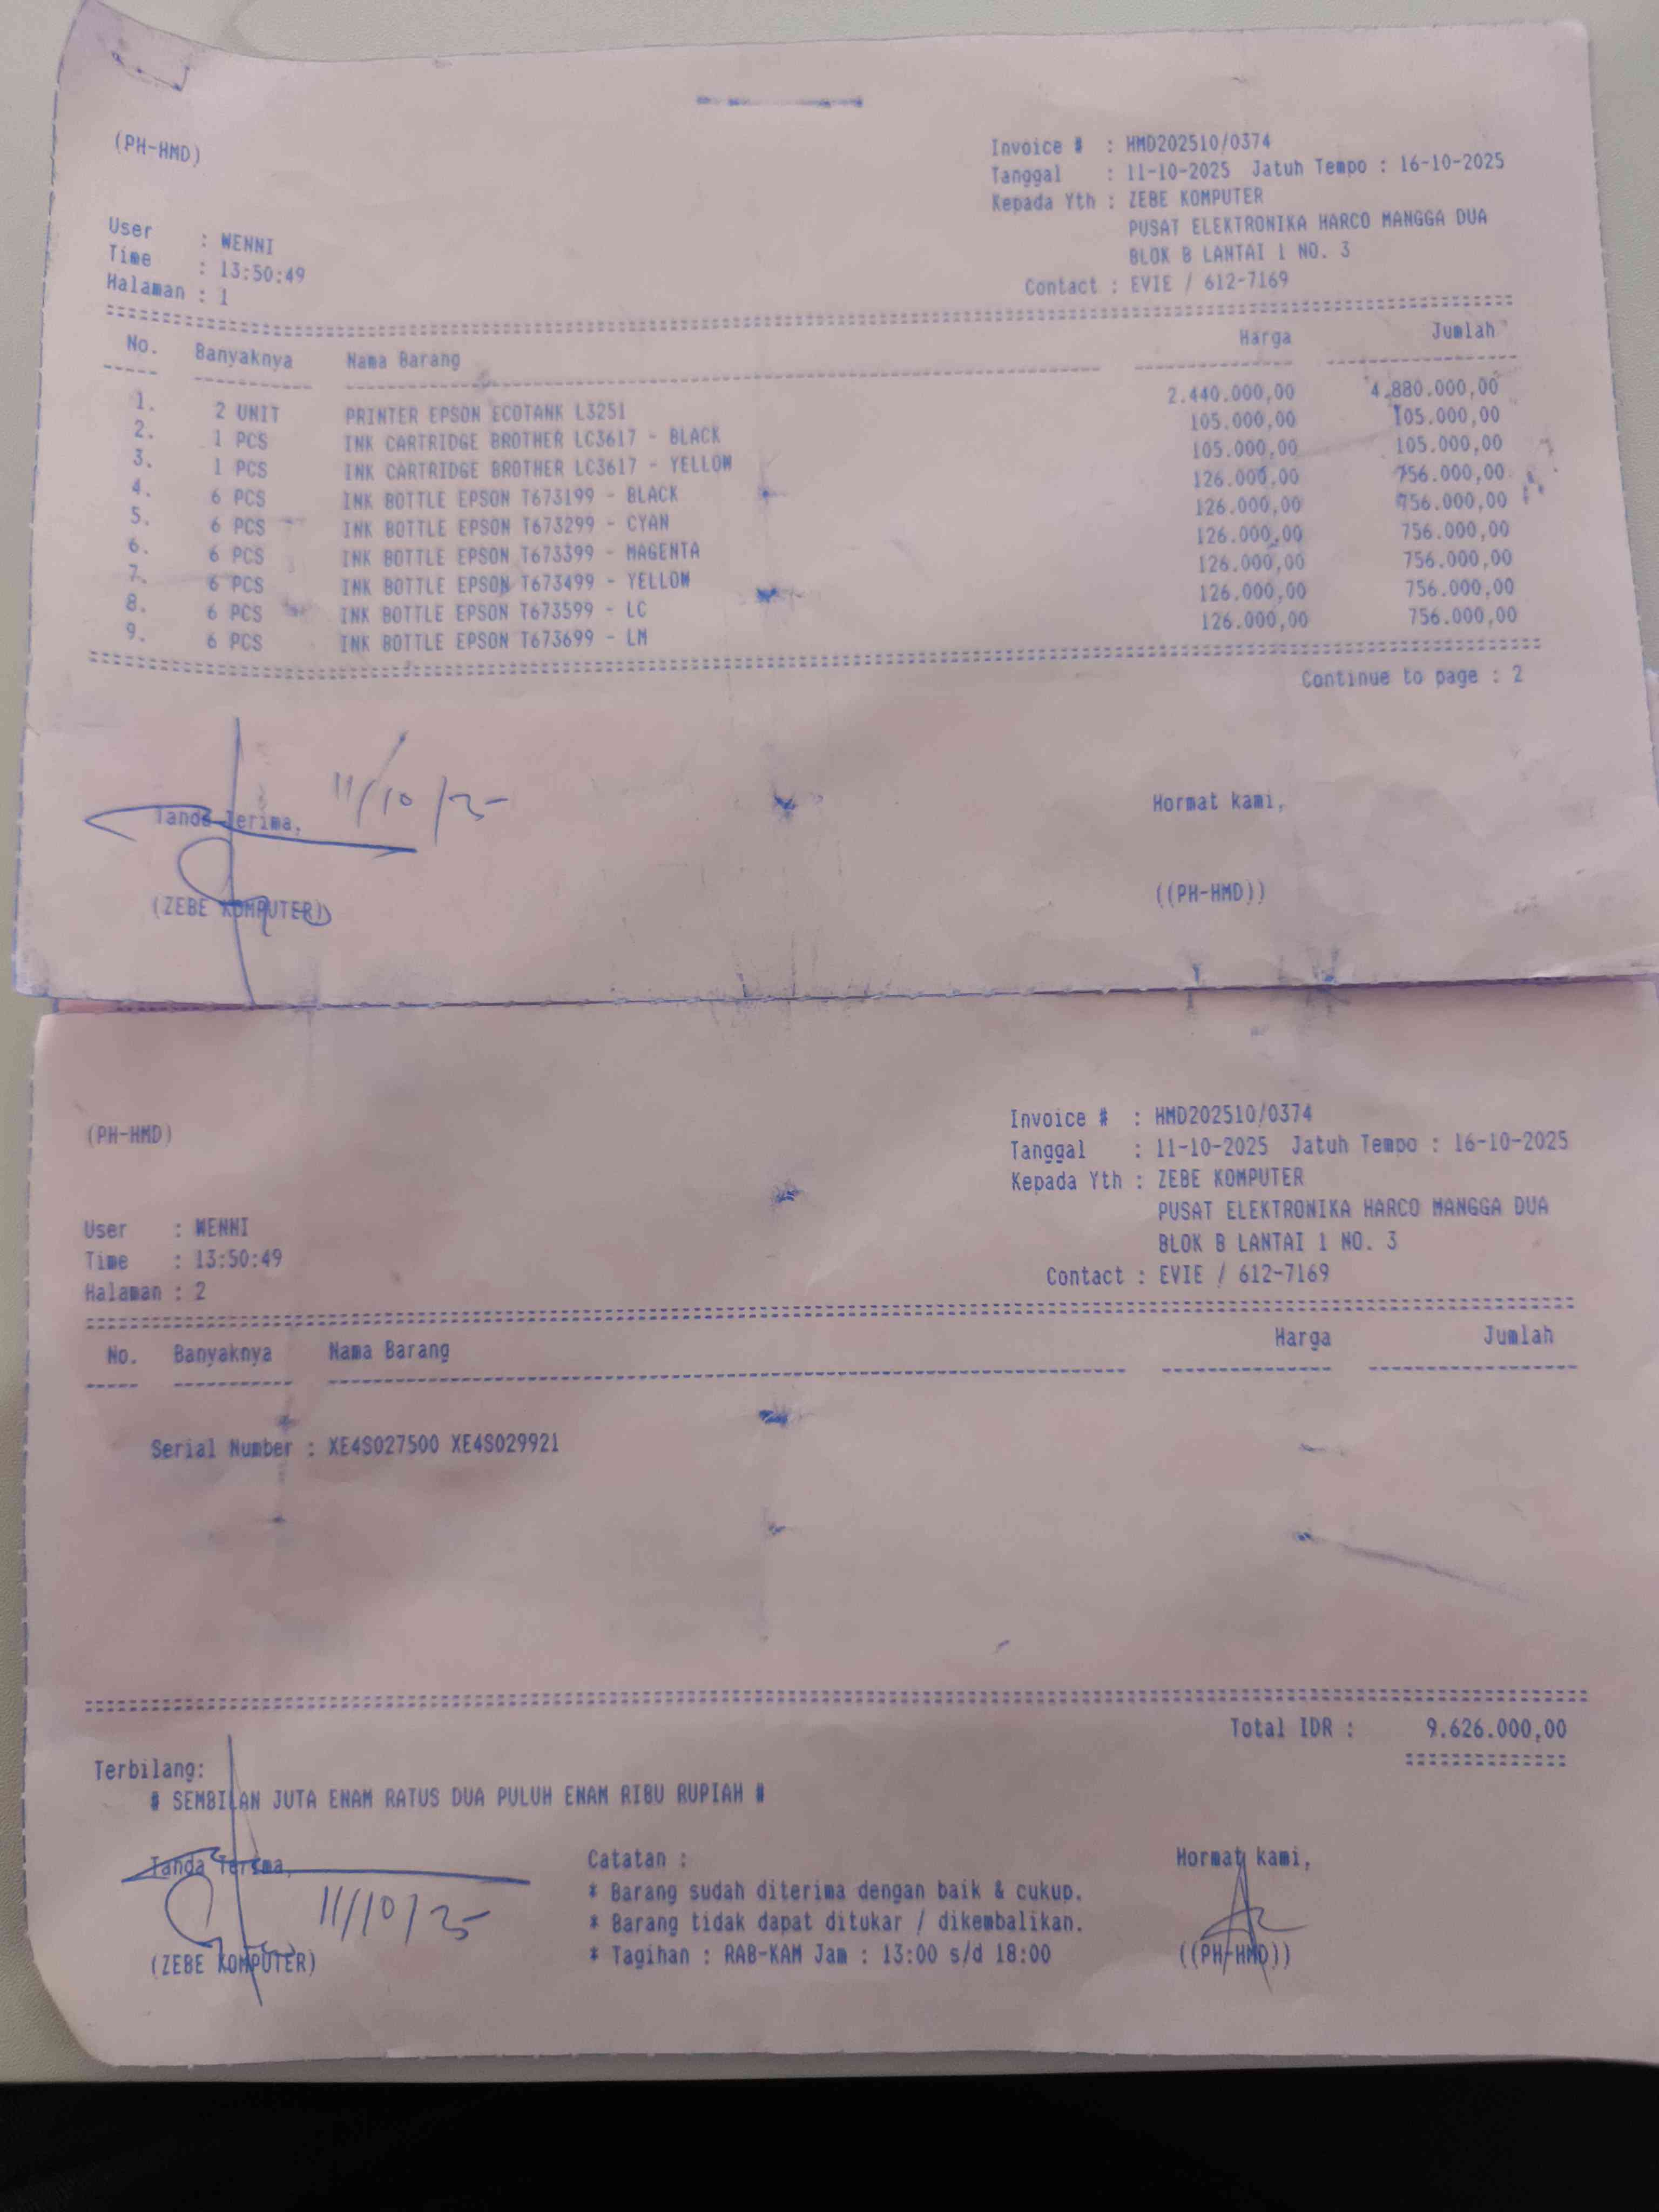 (PH-HMD)
Invoice # : HMD202510/0374
Tanggal : 11-10-2025 Jatuh Tempo : 16-10-2025
Kepada Yth : ZEBE KOMPUTER
PUSAT ELEKTRONIKA HARCO MANGGA DUA
BLOK B LANTAI 1 NO. 3
Contact : EVIE / 612-7169
User : WENNI
Time : 13:50:49
Halaman : 1
No. Banyaknya Nama Barang Harga Jumlah
1. 2 UNIT PRINTER EPSON ECOTANK L3251 2.440.000,00 4.880.000,00
2. 1 PCS INK CARTRIDGE BROTHER LC3617 - BLACK 105.000,00 105.000,00
3. 1 PCS INK CARTRIDGE BROTHER LC3617 - YELLOW 105.000,00 105.000,00
4. 6 PCS INK BOTTLE EPSON T673199 - BLACK 126.000,00 756.000,00
5. 6 PCS INK BOTTLE EPSON T673299 - CYAN 126.000,00 756.000,00
6. 6 PCS INK BOTTLE EPSON T673399 - MAGENTA 126.000,00 756.000,00
7. 6 PCS INK BOTTLE EPSON T673499 - YELLOW 126.000,00 756.000,00
8. 6 PCS INK BOTTLE EPSON T673599 - LC 126.000,00 756.000,00
9. 6 PCS INK BOTTLE EPSON T673699 - LM 126.000,00 756.000,00
Continue to page : 2
11/10/25
Tanda Terima, Hormat kami,
(ZEBE KOMPUTER) ((PH-HMD))
(PH-HMD)
Invoice # : HMD202510/0374
Tanggal : 11-10-2025 Jatuh Tempo : 16-10-2025
Kepada Yth : ZEBE KOMPUTER
PUSAT ELEKTRONIKA HARCO MANGGA DUA
BLOK B LANTAI 1 NO. 3
Contact : EVIE / 612-7169
User : WENNI
Time : 13:50:49
Halaman : 2
No. Banyaknya Nama Barang Harga Jumlah
Serial Number : XE4S027500 XE4S029921
Total IDR : 9.626.000,00
Terbilang:
# SEMBILAN JUTA ENAM RATUS DUA PULUH ENAM RIBU RUPIAH #
Tanda Terima, Catatan : Hormat kami,
* Barang sudah diterima dengan baik & cukup.
11/10/25 * Barang tidak dapat ditukar / dikembalikan.
(ZEBE KOMPUTER) * Tagihan : RAB-KAM Jam : 13:00 s/d 18:00 ((PH-HMD))